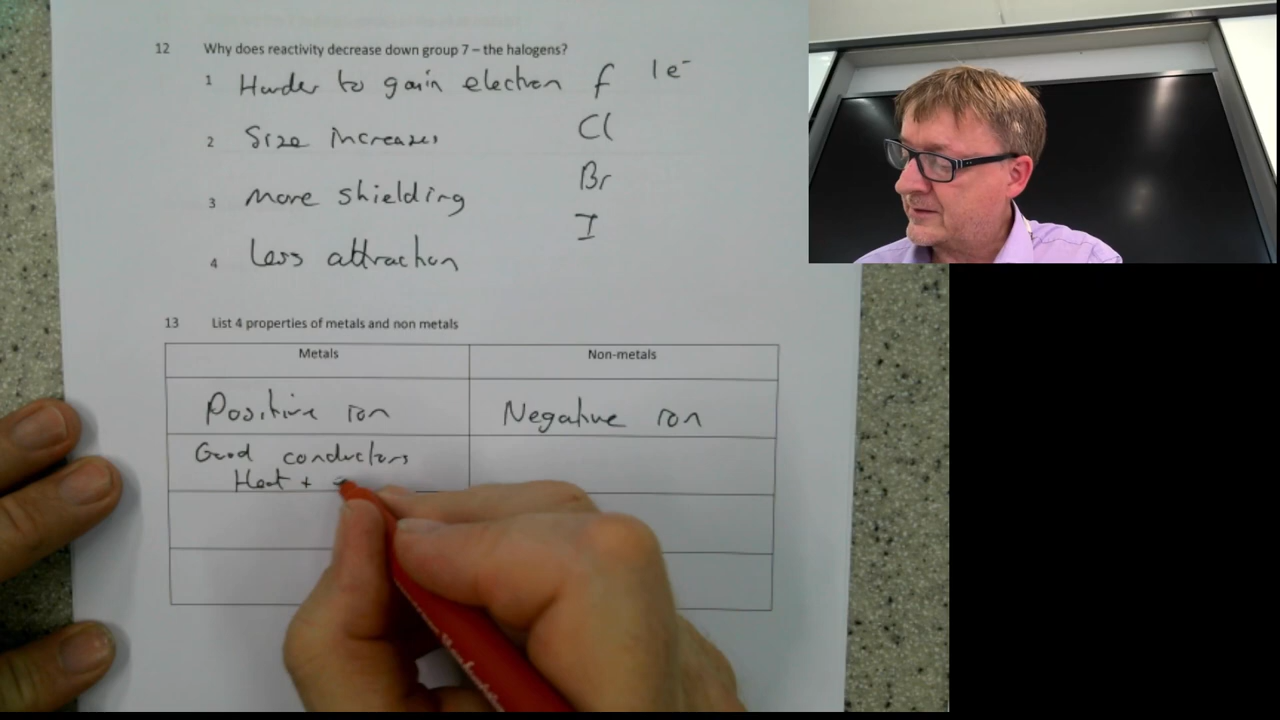 12 Why does reactivity decrease down group 7 – the halogens?
1 Harder to gain electron f 1e⁻
2 Size increases Cl
3 More shielding Br
4 Less attraction I
13 List 4 properties of metals and non metals
Metals Non-metals
Positive ion Negative ion
Good conductors
Heat +